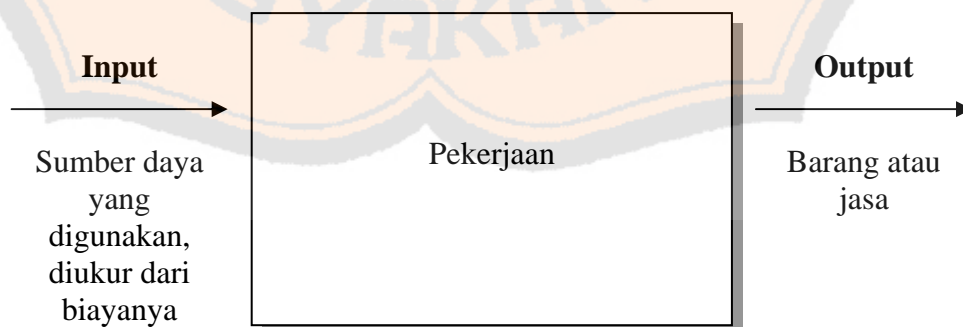 Input
Sumber daya
yang
digunakan,
diukur dari
biayanya
Pekerjaan
Output
Barang atau
jasa